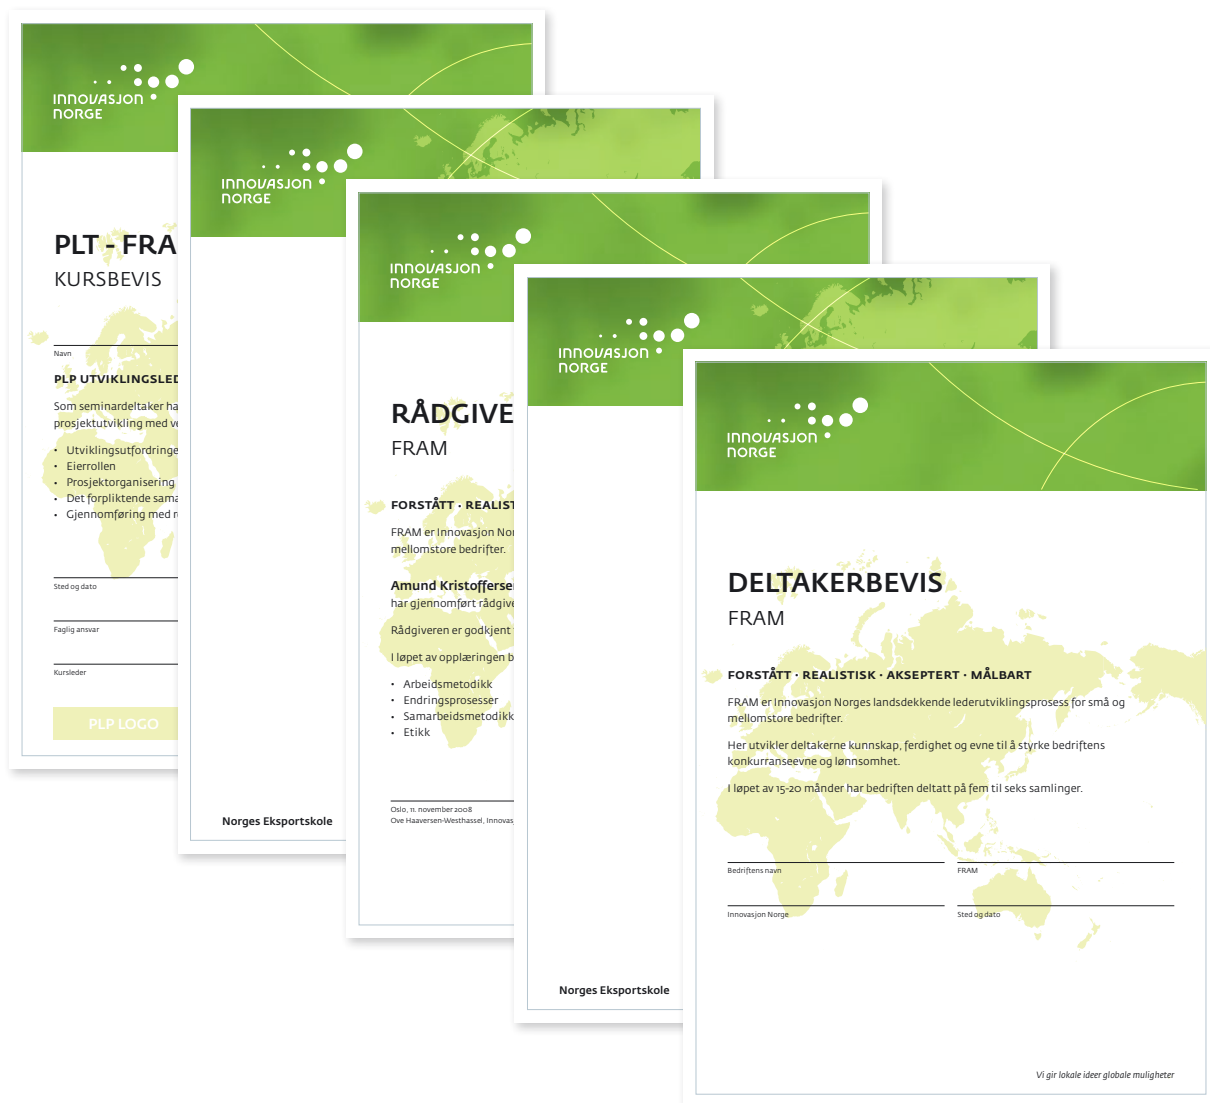 INNOVASJON
NORGE
PLT - FRA
KURSBEVIS
Navn
PLP UTVIKLINGSLED
Som seminardeltaker ha
prosjektutvikling med ve
• Utviklingsutfordringe
• Eierrollen
• Prosjektorganisering
• Det forpliktende sama
• Gjennomføring med r
Sted og dato
Faglig ansvar
Kursleder
PLP LOGO
INNOVASJON
NORGE
Norges Eksportskole
INNOVASJON
NORGE
RÅDGIVE
FRAM
FORSTÅTT · REALIST
FRAM er Innovasjon Nor
mellomstore bedrifter.
Amund Kristofferse
har gjennomført rådgive
Rådgiveren er godkjent
I løpet av opplæringen b
• Arbeidsmetodikk
• Endringsprosesser
• Samarbeidsmetodikk
• Etikk
Oslo, 11. november 2008
Ove Haaversen-Westhassel, Innovas
INNOVASJON
NORGE
Norges Eksportskole
INNOVASJON
NORGE
DELTAKERBEVIS
FRAM
FORSTÅTT · REALISTISK · AKSEPTERT · MÅLBART
FRAM er Innovasjon Norges landsdekkende lederutviklingsprosess for små og
mellomstore bedrifter.
Her utvikler deltakerne kunnskap, ferdighet og evne til å styrke bedriftens
konkurranseevne og lønnsomhet.
I løpet av 15-20 månder har bedriften deltatt på fem til seks samlinger.
Bedriftens navn
FRAM
Innovasjon Norge
Sted og dato
Vi gir lokale ideer globale muligheter